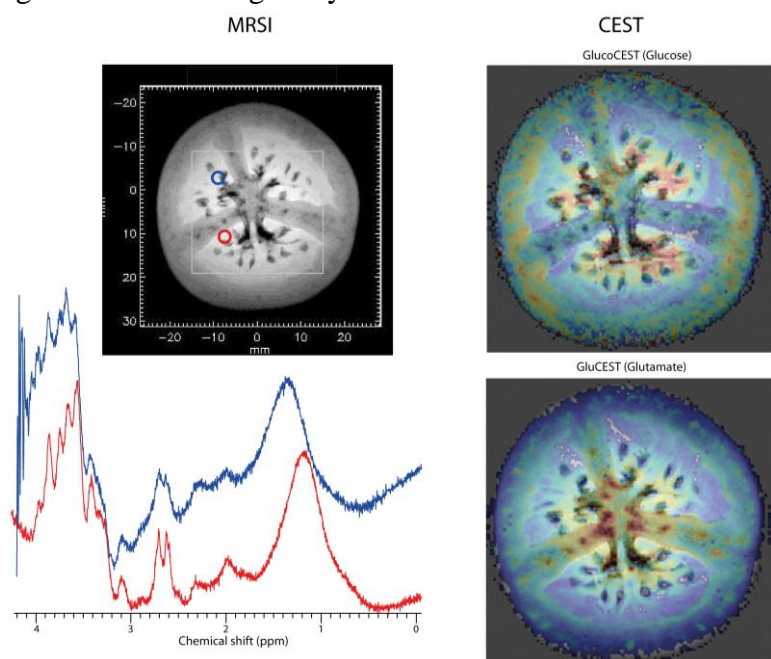 MRSI
CEST
GlucoCEST (Glucose)
−20
−10
0
10
20
30
mm
−20 −10 0 10 20
mm
GluCEST (Glutamate)
4 3 2 1 0
Chemical shift (ppm)